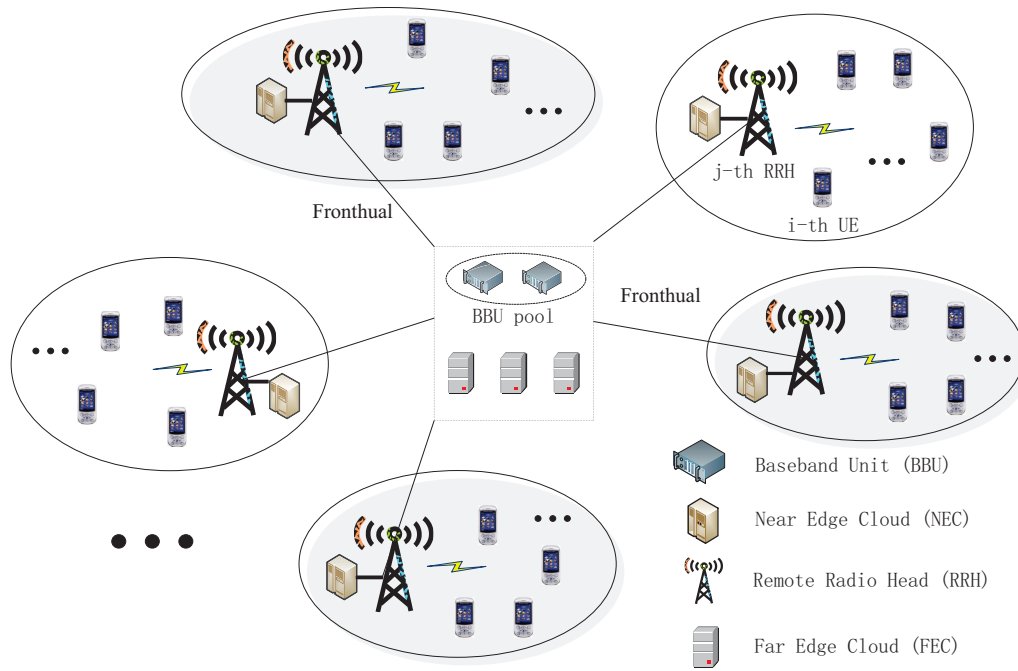 j-th RRH
i-th UE
Fronthual
Fronthual
BBU pool
Baseband Unit (BBU)
Near Edge Cloud (NEC)
Remote Radio Head (RRH)
Far Edge Cloud (FEC)